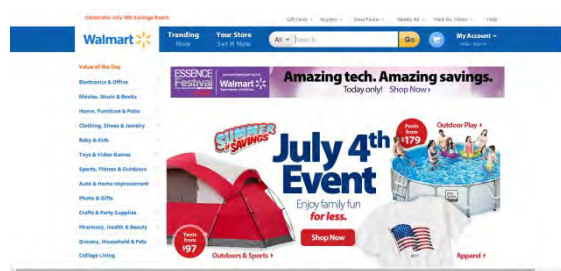 Celebrate! July 4th Savings Event.
Gift Cards
Registry
Store Finder
Weekly Ad
Track My Orders
Help
Walmart
Trending
Now
Your Store
Set It Now
All
Search
Go
My Account
Hello. Sign In
Value of the Day
Electronics & Office
Movies, Music & Books
Home, Furniture & Patio
Clothing, Shoes & Jewelry
Baby & Kids
Toys & Video Games
Sports, Fitness & Outdoors
Auto & Home Improvement
Photo & Gifts
Crafts & Party Supplies
Pharmacy, Health & Beauty
Grocery, Household & Pets
College Living
ESSENCE
Festival
Walmart
Amazing tech. Amazing savings.
Today only! Shop Now
SUMMER
of SAVINGS
July 4th
Event
Enjoy family fun
for less.
Shop Now
Tents
from
$97
Outdoors & Sports
Pools
from
$179
Outdoor Play
Apparel